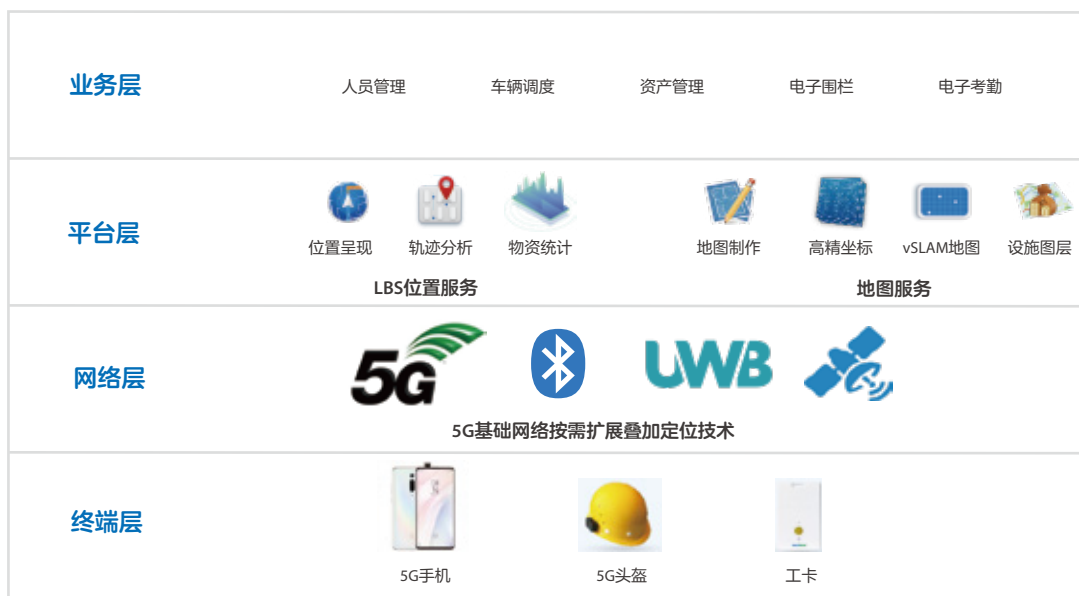 业务层
人员管理 车辆调度 资产管理 电子围栏 电子考勤
平台层
位置呈现 轨迹分析 物资统计 地图制作 高精坐标 vSLAM地图 设施图层
LBS位置服务 地图服务
网络层
5G UWB
5G基础网络按需扩展叠加定位技术
终端层
5G手机 5G头盔 工卡